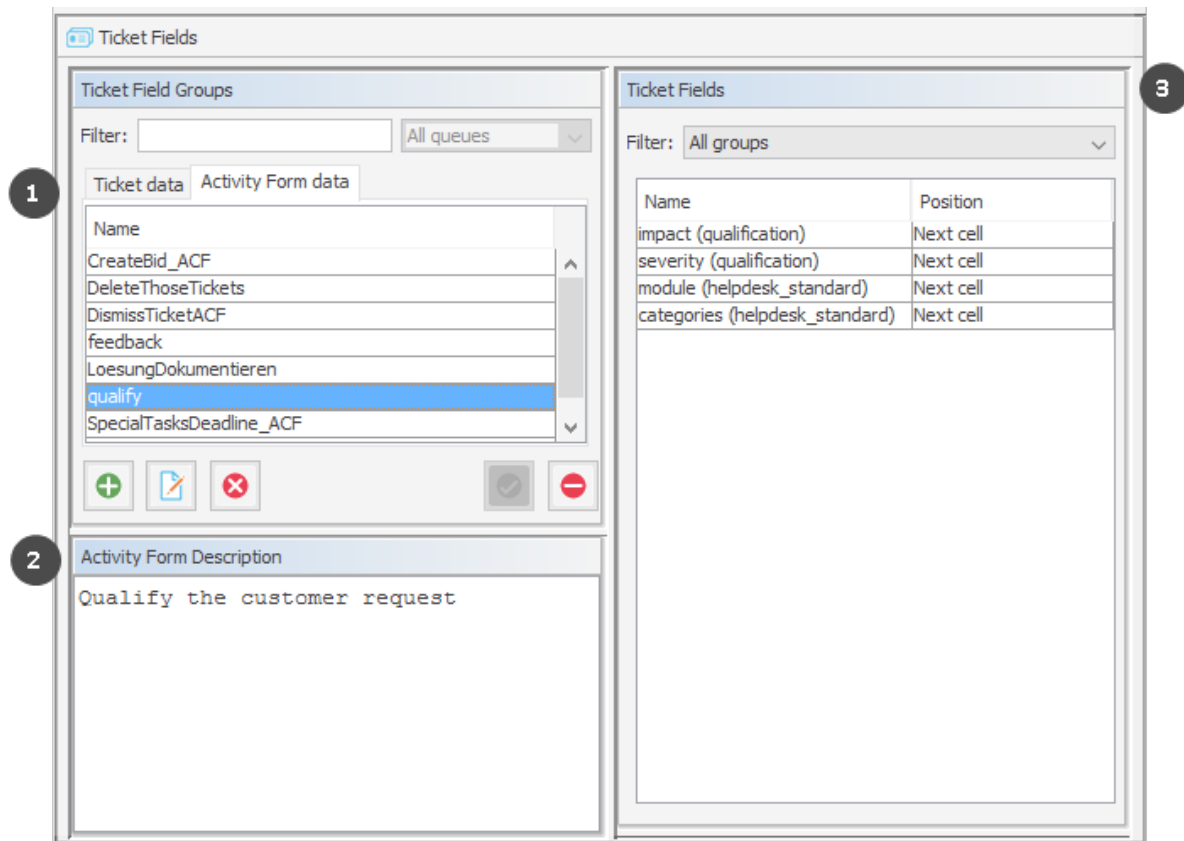 Ticket Fields
Ticket Field Groups
Filter: All queues
1
Ticket data Activity Form data
Name
CreateBid_ACF
DeleteThoseTickets
DismissTicketACF
feedback
LoesungDokumentieren
qualify
SpecialTasksDeadline_ACF
2
Activity Form Description
Qualify the customer request
Ticket Fields
3
Filter: All groups
Name Position
impact (qualification) Next cell
severity (qualification) Next cell
module (helpdesk_standard) Next cell
categories (helpdesk_standard) Next cell